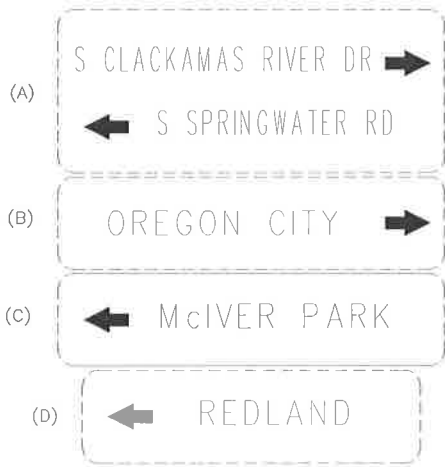 (A)
S CLACKAMAS RIVER DR
S SPRINGWATER RD
(B)
OREGON CITY
(C)
McIVER PARK
(D)
REDLAND